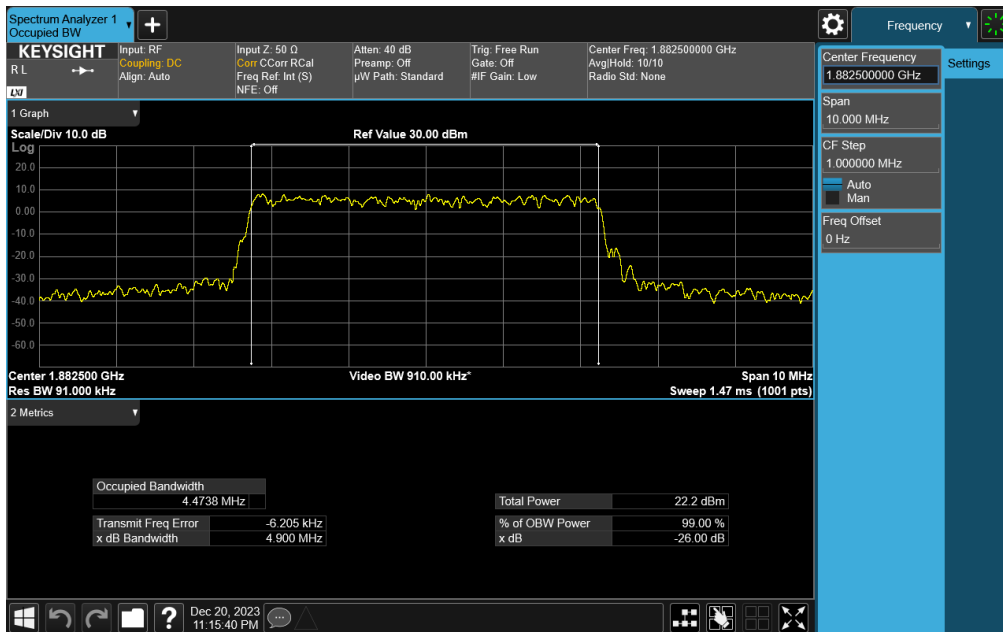 Spectrum Analyzer 1
Occupied BW
Frequency
KEYSIGHT
R L
LXI
Input: RF
Coupling: DC
Align: Auto
Input Z: 50 Ω
Corr CCorr RCal
Freq Ref: Int (S)
NFE: Off
Atten: 40 dB
Preamp: Off
µW Path: Standard
Trig: Free Run
Gate: Off
#IF Gain: Low
Center Freq: 1.882500000 GHz
Avg|Hold: 10/10
Radio Std: None
Center Frequency
1.882500000 GHz
Settings
Span
10.000 MHz
CF Step
1.000000 MHz
Auto
Man
Freq Offset
0 Hz
1 Graph
Scale/Div 10.0 dB
Ref Value 30.00 dBm
Log
20.0
10.0
0.00
-10.0
-20.0
-30.0
-40.0
-50.0
-60.0
Center 1.882500 GHz
Video BW 910.00 kHz*
Span 10 MHz
Res BW 91.000 kHz
Sweep 1.47 ms (1001 pts)
2 Metrics
Occupied Bandwidth
4.4738 MHz
Total Power 22.2 dBm
Transmit Freq Error -6.205 kHz
% of OBW Power 99.00 %
x dB Bandwidth 4.900 MHz
x dB -26.00 dB
Dec 20, 2023
11:15:40 PM